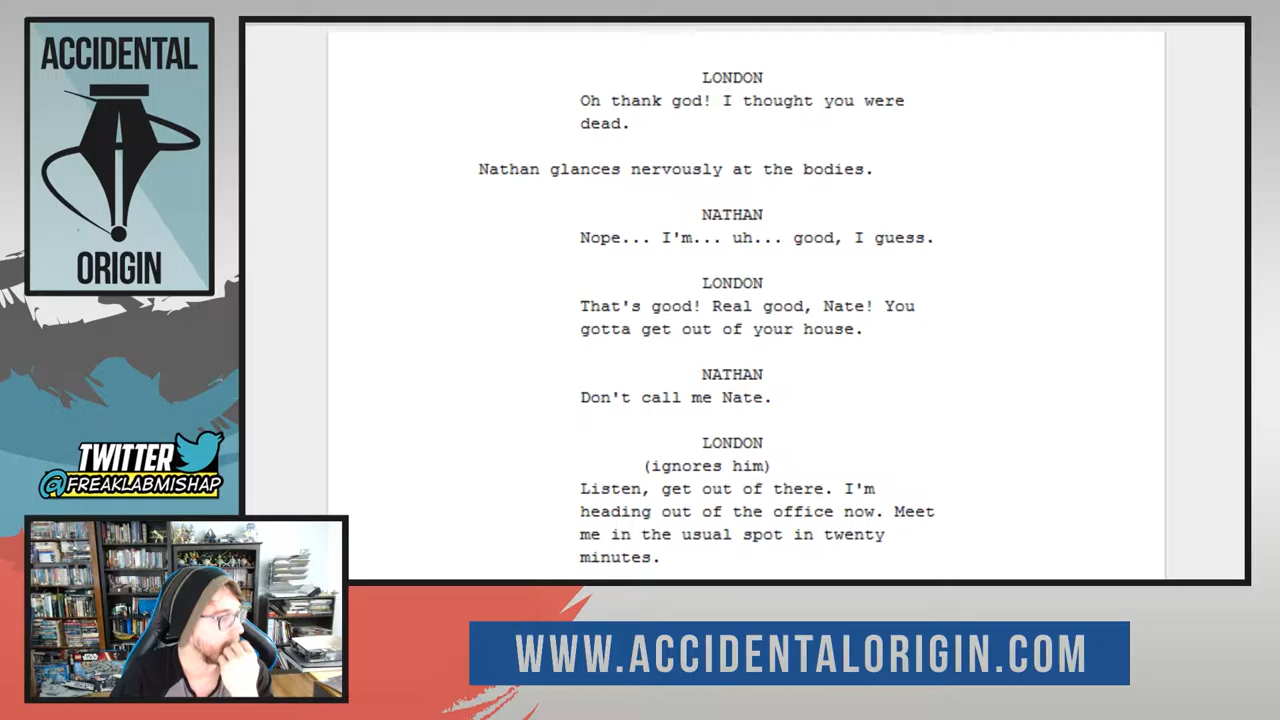 ACCIDENTAL
ORIGIN
LONDON
Oh thank god! I thought you were
dead.
Nathan glances nervously at the bodies.
NATHAN
Nope... I'm... uh... good, I guess.
LONDON
That's good! Real good, Nate! You
gotta get out of your house.
NATHAN
Don't call me Nate.
LONDON
(ignores him)
Listen, get out of there. I'm
heading out of the office now. Meet
me in the usual spot in twenty
minutes.
TWITTER
@FREAKLABMISHAP
WWW.ACCIDENTALORIGIN.COM